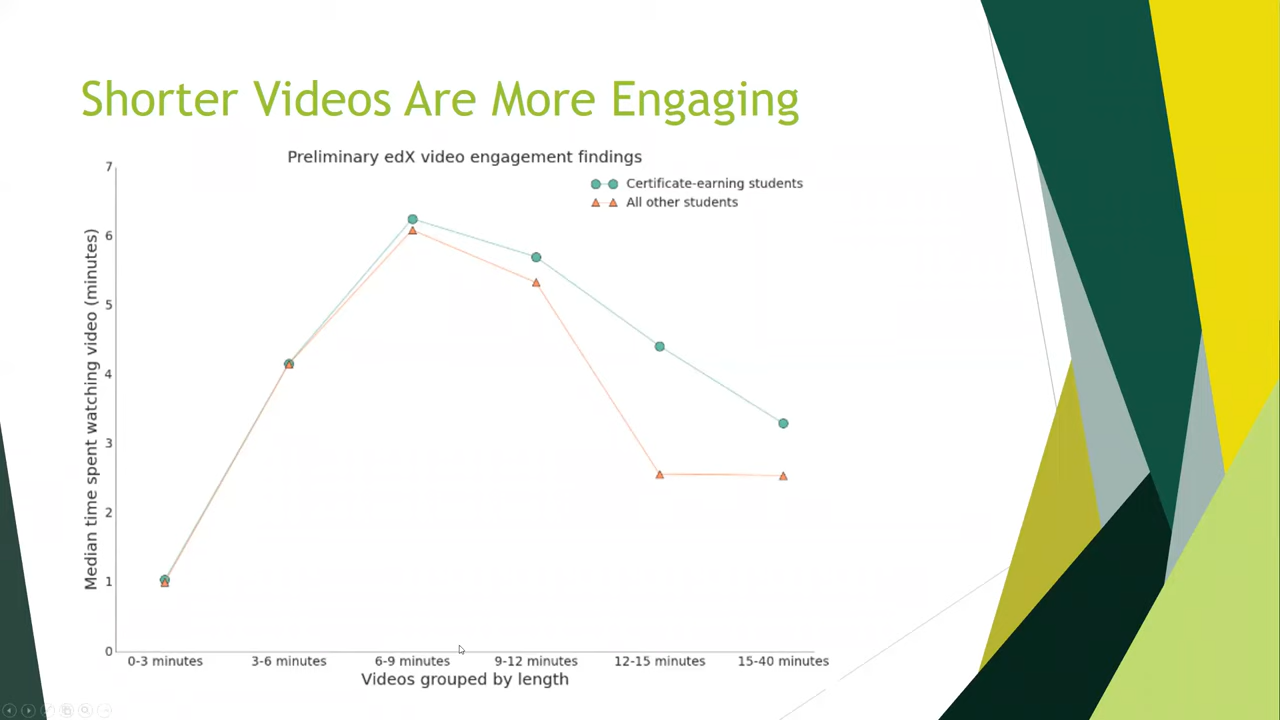 Shorter Videos Are More Engaging
Preliminary edX video engagement findings
Certificate-earning students
All other students
Median time spent watching video (minutes)
7
6
5
4
3
2
1
0
0-3 minutes 3-6 minutes 6-9 minutes 9-12 minutes 12-15 minutes 15-40 minutes
Videos grouped by length